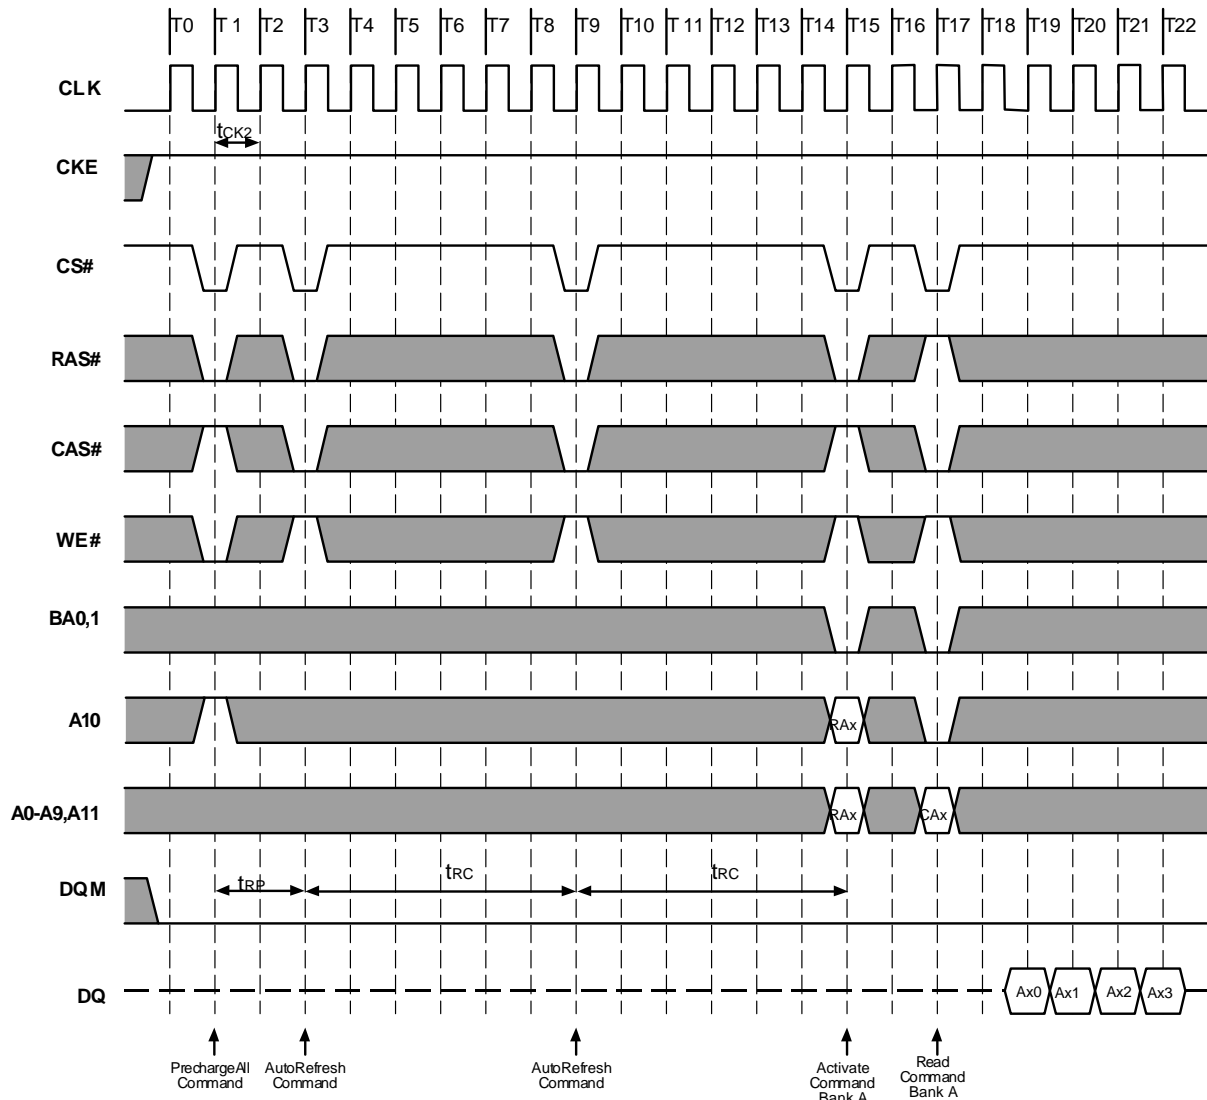 T0 T 1 T2 T3 T4 T5 T6 T7 T8 T9 T10 T 11 T12 T13 T14 T15 T16 T17 T18 T19 T20 T21 T22
CLK
tCK2
CKE
CS#
RAS#
CAS#
WE#
BA0,1
A10
RAx
A0-A9,A11
RAx CAx
DQM
tRP tRC tRC
DQ
Ax0 Ax1 Ax2 Ax3
PrechargeAll
Command
AutoRefresh
Command
AutoRefresh
Command
Activate
Command
Bank A
Read
Command
Bank A